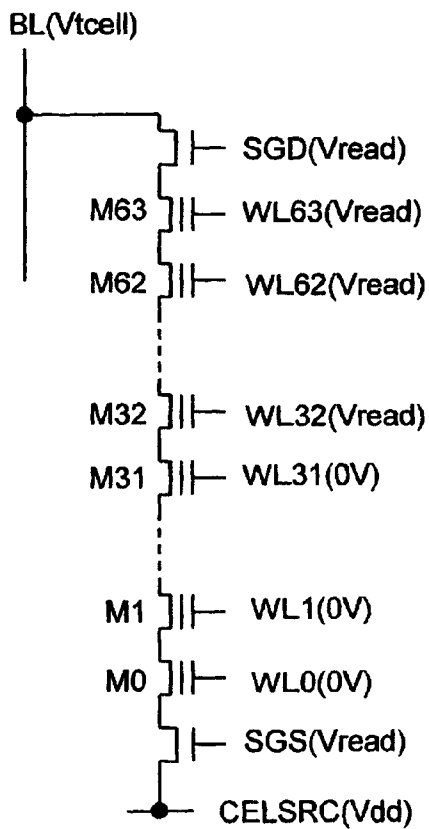 BL(Vtcell)
SGD(Vread)
M63 WL63(Vread)
M62 WL62(Vread)
M32 WL32(Vread)
M31 WL31(0V)
M1 WL1(0V)
M0 WL0(0V)
SGS(Vread)
CELSRC(Vdd)